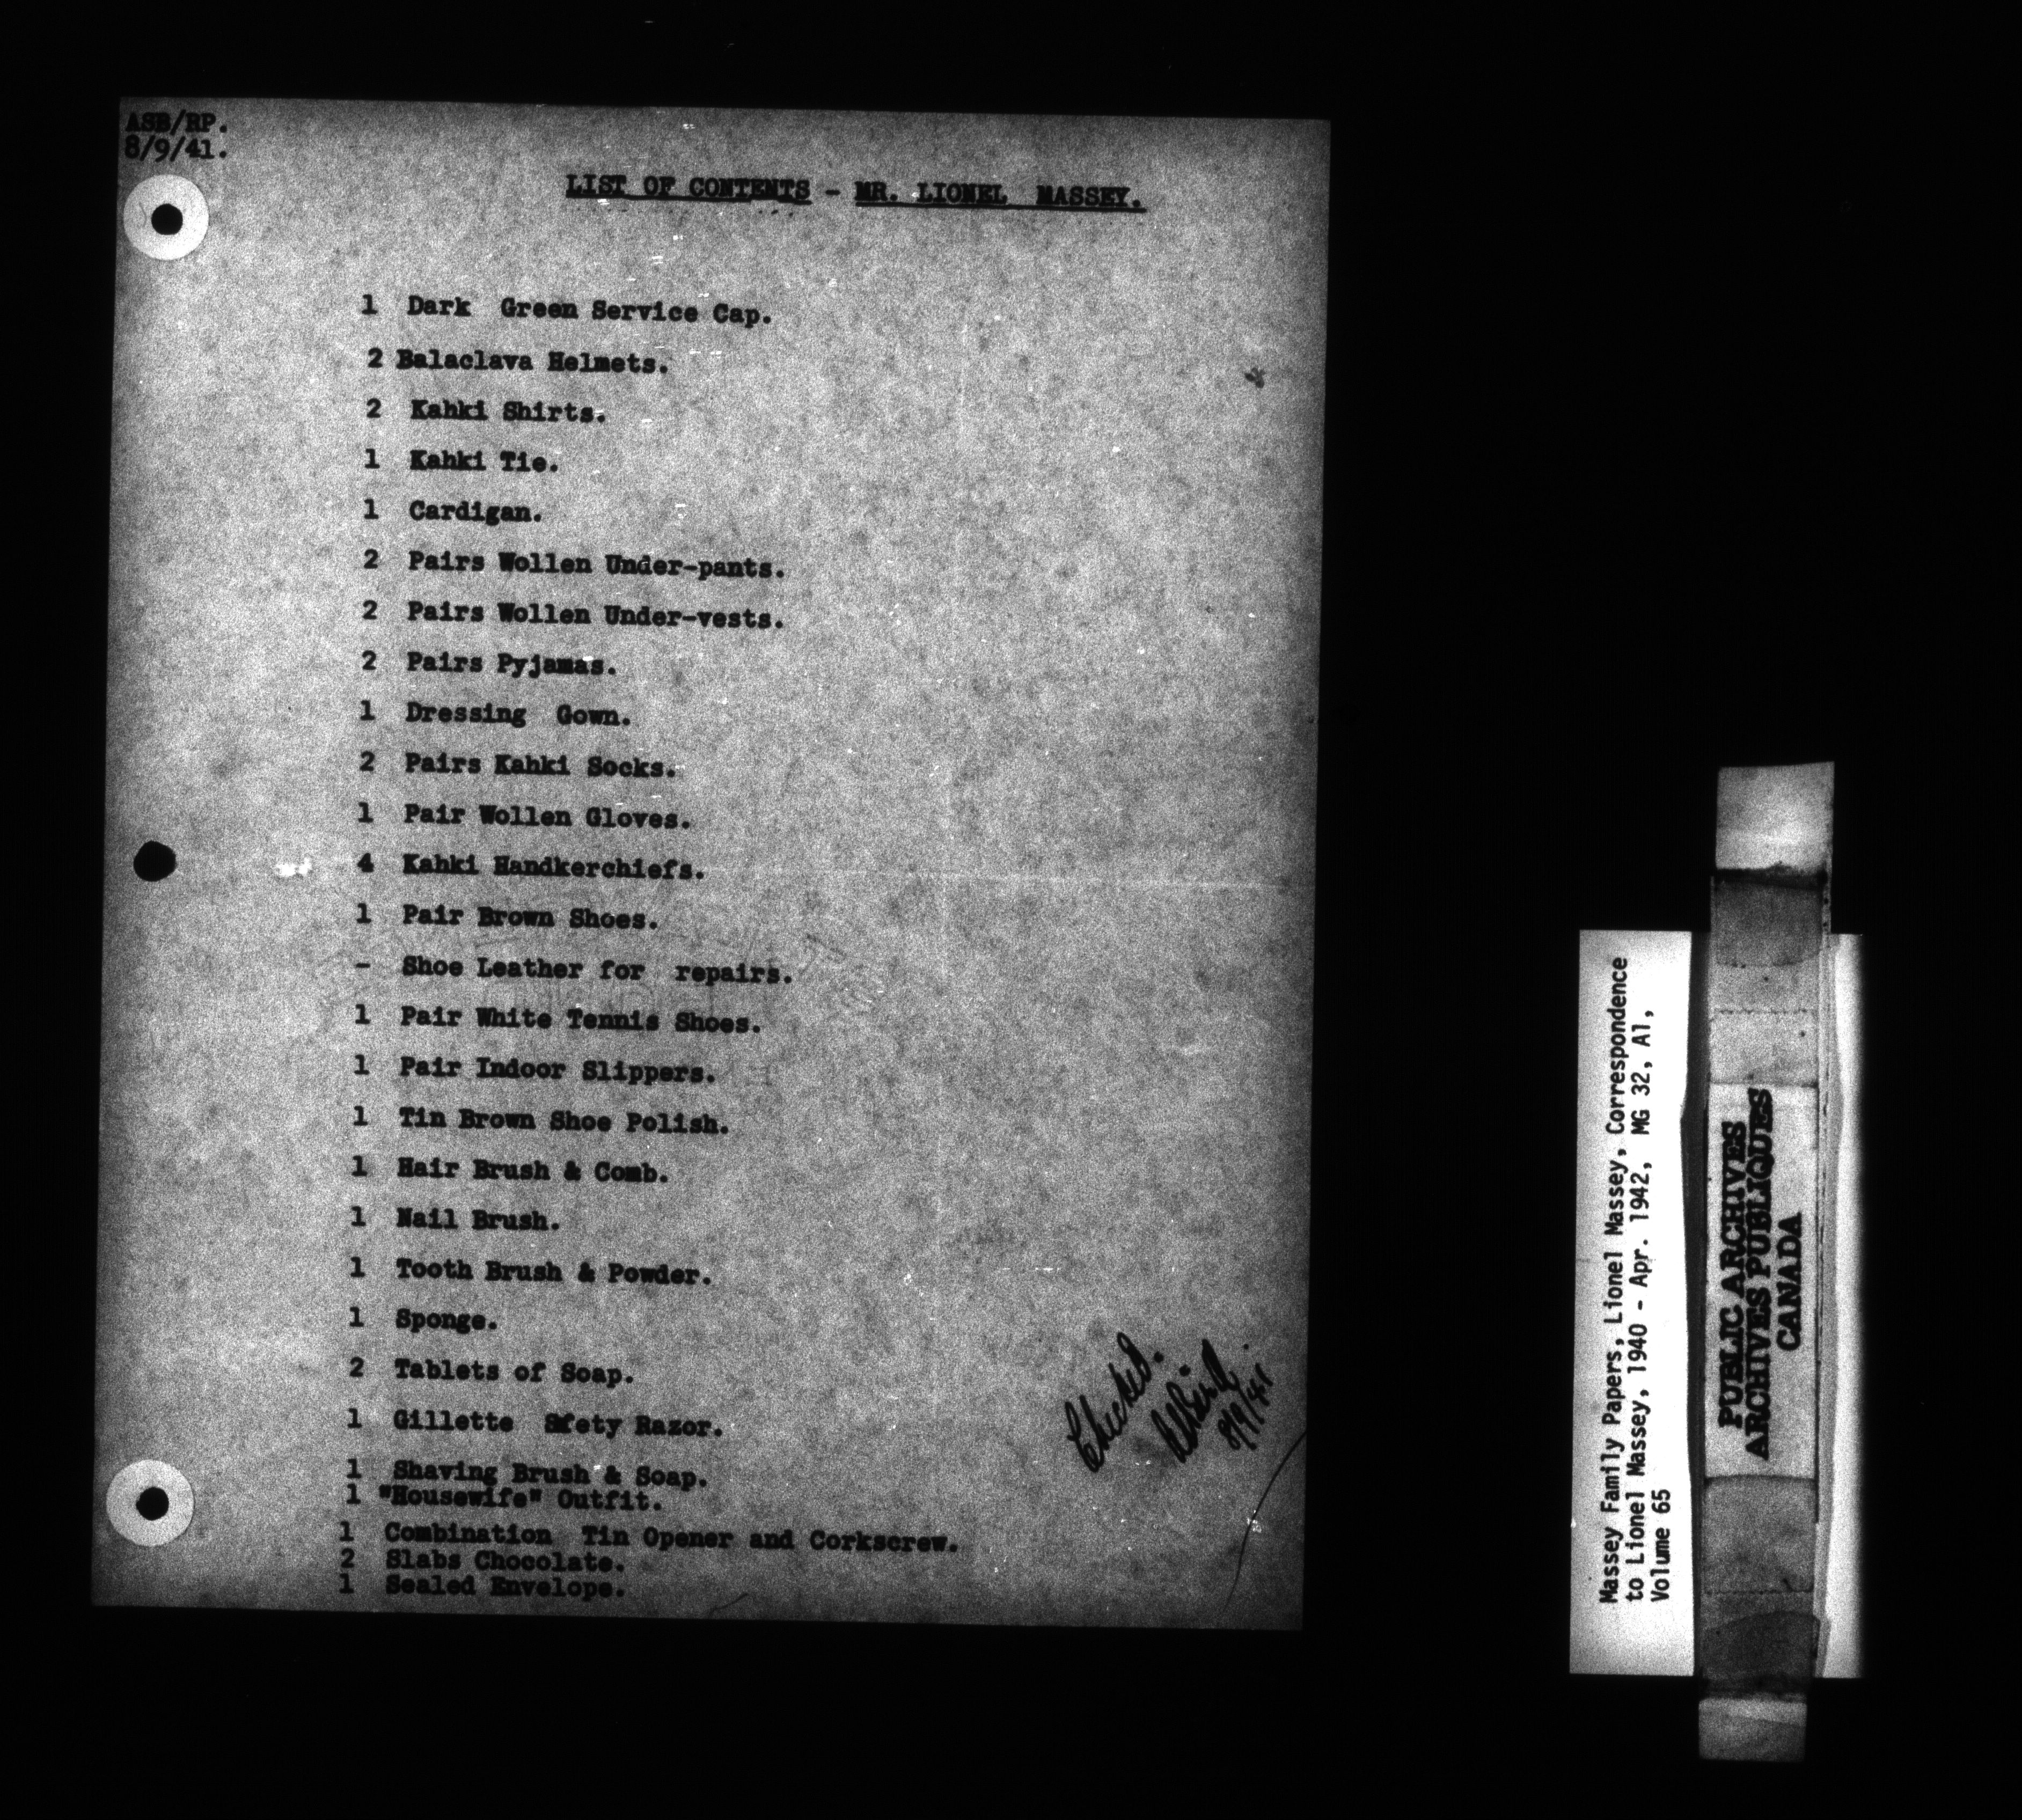 ASB/RP.
8/9/41.
LIST OF CONTENTS - MR. LIONEL MASSEY.
1 Dark Green Service Cap.
2 Balaclava Helmets.
2 Kahki Shirts.
1 Kahki Tie.
1 Cardigan.
2 Pairs Wollen Under-pants.
2 Pairs Wollen Under-vests.
2 Pairs Pyjamas.
1 Dressing Gown.
2 Pairs Kahki Socks.
1 Pair Wollen Gloves.
4 Kahki Handkerchiefs.
1 Pair Brown Shoes.
- Shoe Leather for repairs.
1 Pair White Tennis Shoes.
1 Pair Indoor Slippers.
1 Tin Brown Shoe Polish.
1 Hair Brush & Comb.
1 Nail Brush.
1 Tooth Brush & Powder.
1 Sponge.
2 Tablets of Soap.
1 Gillette Safety Razor.
1 Shaving Brush & Soap.
1 "Housewife" Outfit.
1 Combination Tin Opener and Corkscrew.
2 Slabs Chocolate.
1 Sealed Envelope.
Checked.
8/9/41
Massey Family Papers, Lionel Massey, Correspondence
to Lionel Massey, 1940 - Apr. 1942, MG 32, A1,
Volume 65
PUBLIC ARCHIVES
ARCHIVES PUBLIQUES
CANADA